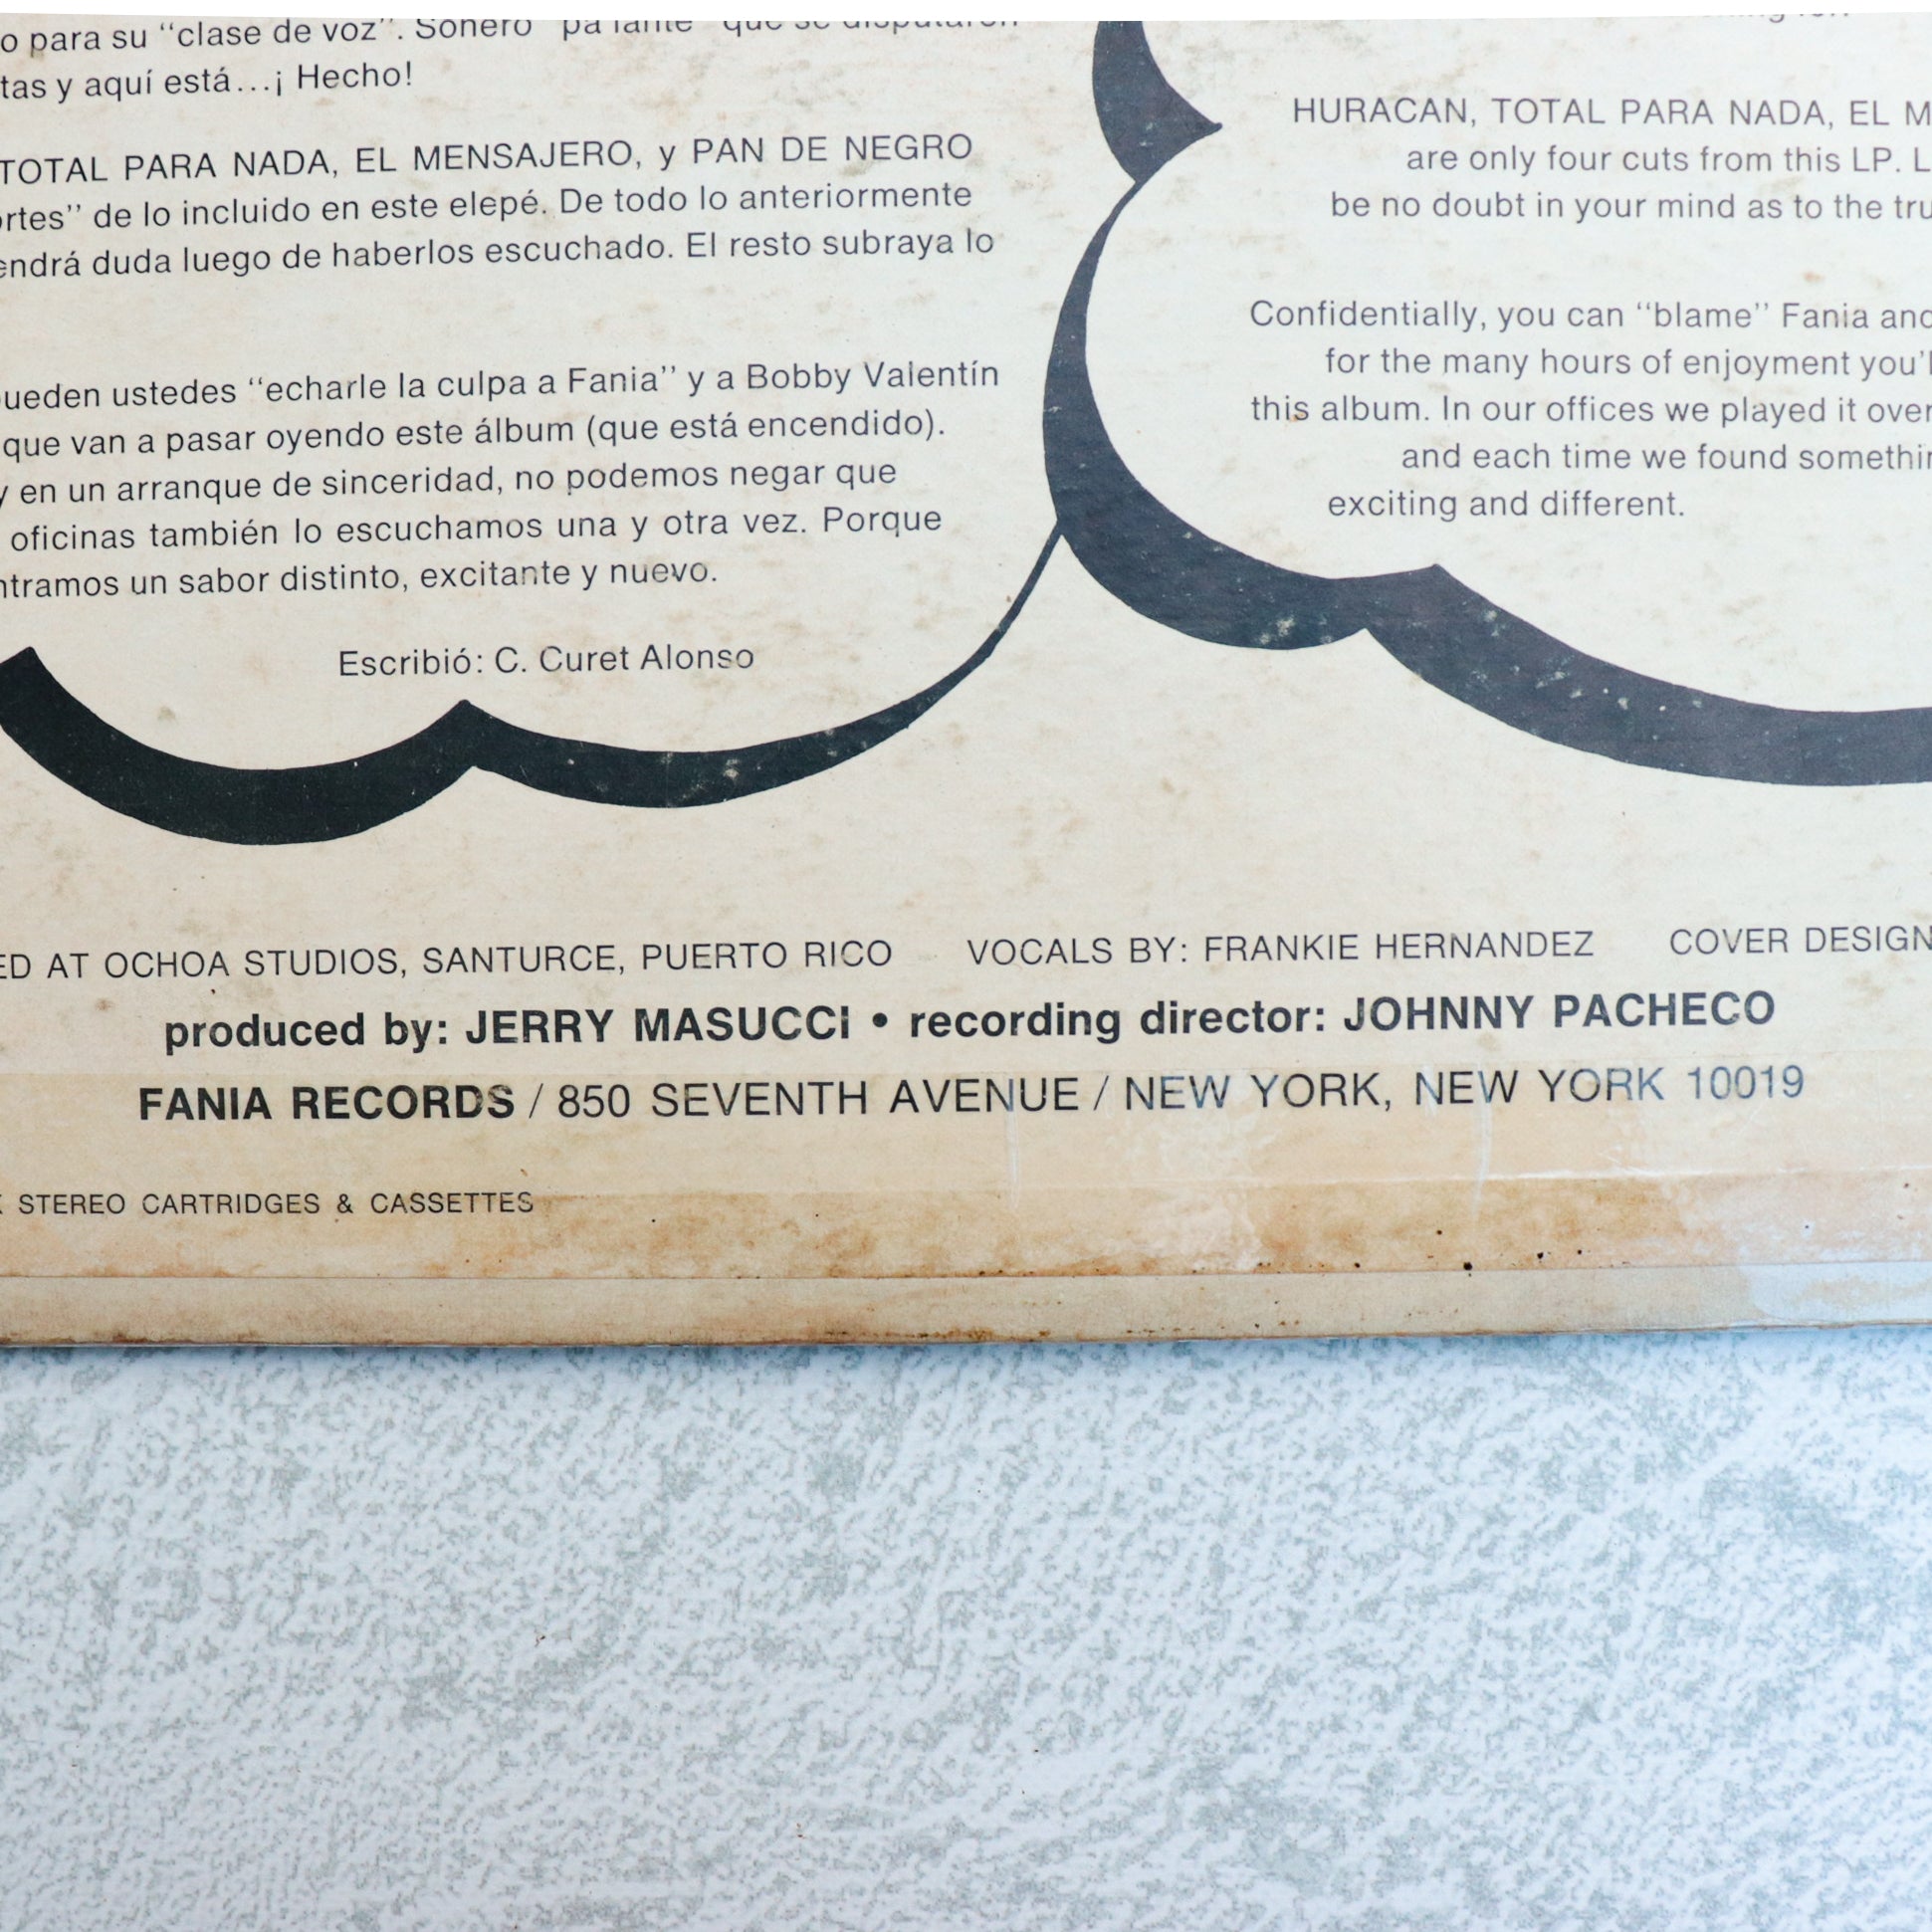 o para su "clase de voz". Sonero "pa'lante" que se disputaron
tas y aquí está...¡ Hecho!
TOTAL PARA NADA, EL MENSAJERO, y PAN DE NEGRO
ortes" de lo incluido en este elepé. De todo lo anteriormente
endrá duda luego de haberlos escuchado. El resto subraya lo
pueden ustedes "echarle la culpa a Fania" y a Bobby Valentín
que van a pasar oyendo este álbum (que está encendido).
y en un arranque de sinceridad, no podemos negar que
oficinas también lo escuchamos una y otra vez. Porque
ntramos un sabor distinto, excitante y nuevo.
Escribió: C. Curet Alonso
HURACAN, TOTAL PARA NADA, EL M
are only four cuts from this LP. L
be no doubt in your mind as to the tru
Confidentially, you can "blame" Fania and
for the many hours of enjoyment you'l
this album. In our offices we played it over
and each time we found somethin
exciting and different.
ED AT OCHOA STUDIOS, SANTURCE, PUERTO RICO VOCALS BY: FRANKIE HERNANDEZ COVER DESIGN
produced by: JERRY MASUCCI • recording director: JOHNNY PACHECO
FANIA RECORDS / 850 SEVENTH AVENUE / NEW YORK, NEW YORK 10019
K STEREO CARTRIDGES & CASSETTES